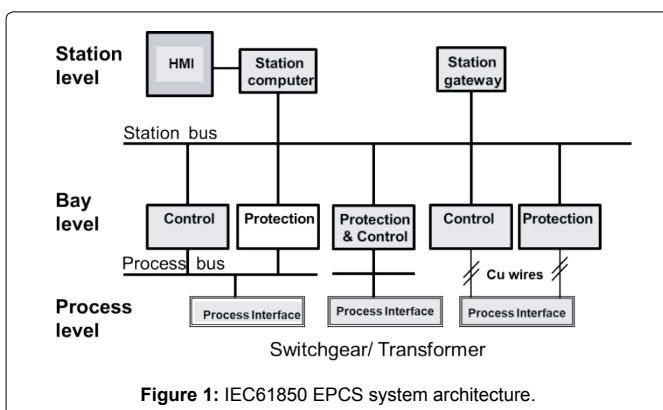 Station
level
HMI
Station
computer
Station
gateway
Station bus
Bay
level
Control
Protection
Protection
& Control
Control
Protection
Process bus
Cu wires
Process
level
Process Interface
Process Interface
Process Interface
Switchgear/ Transformer
Figure 1: IEC61850 EPCS system architecture.